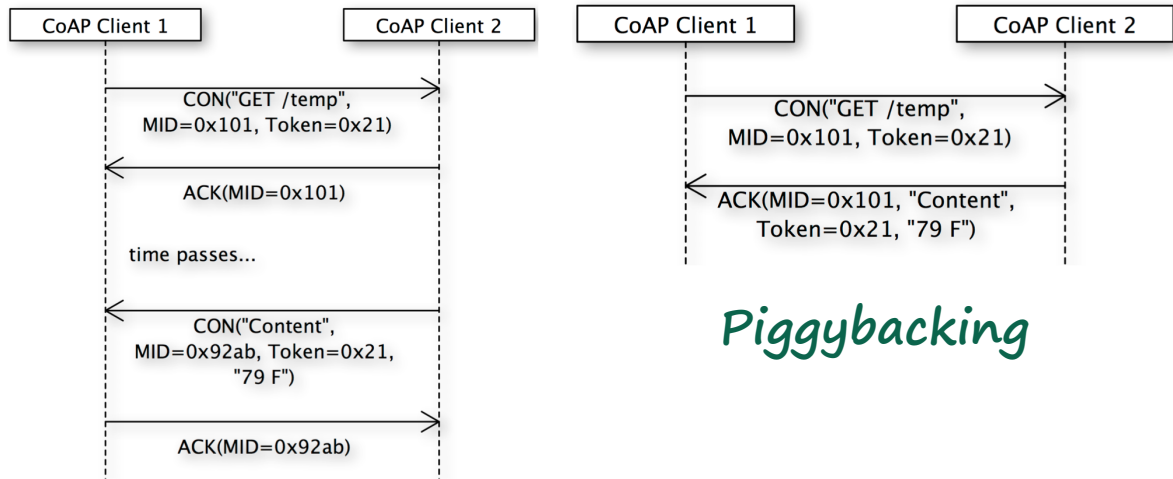 CoAP Client 1
CoAP Client 2
CON("GET /temp",
MID=0x101, Token=0x21)
ACK(MID=0x101)
time passes...
CON("Content",
MID=0x92ab, Token=0x21,
"79 F")
ACK(MID=0x92ab)
CoAP Client 1
CoAP Client 2
CON("GET /temp",
MID=0x101, Token=0x21)
ACK(MID=0x101, "Content",
Token=0x21, "79 F")
Piggybacking